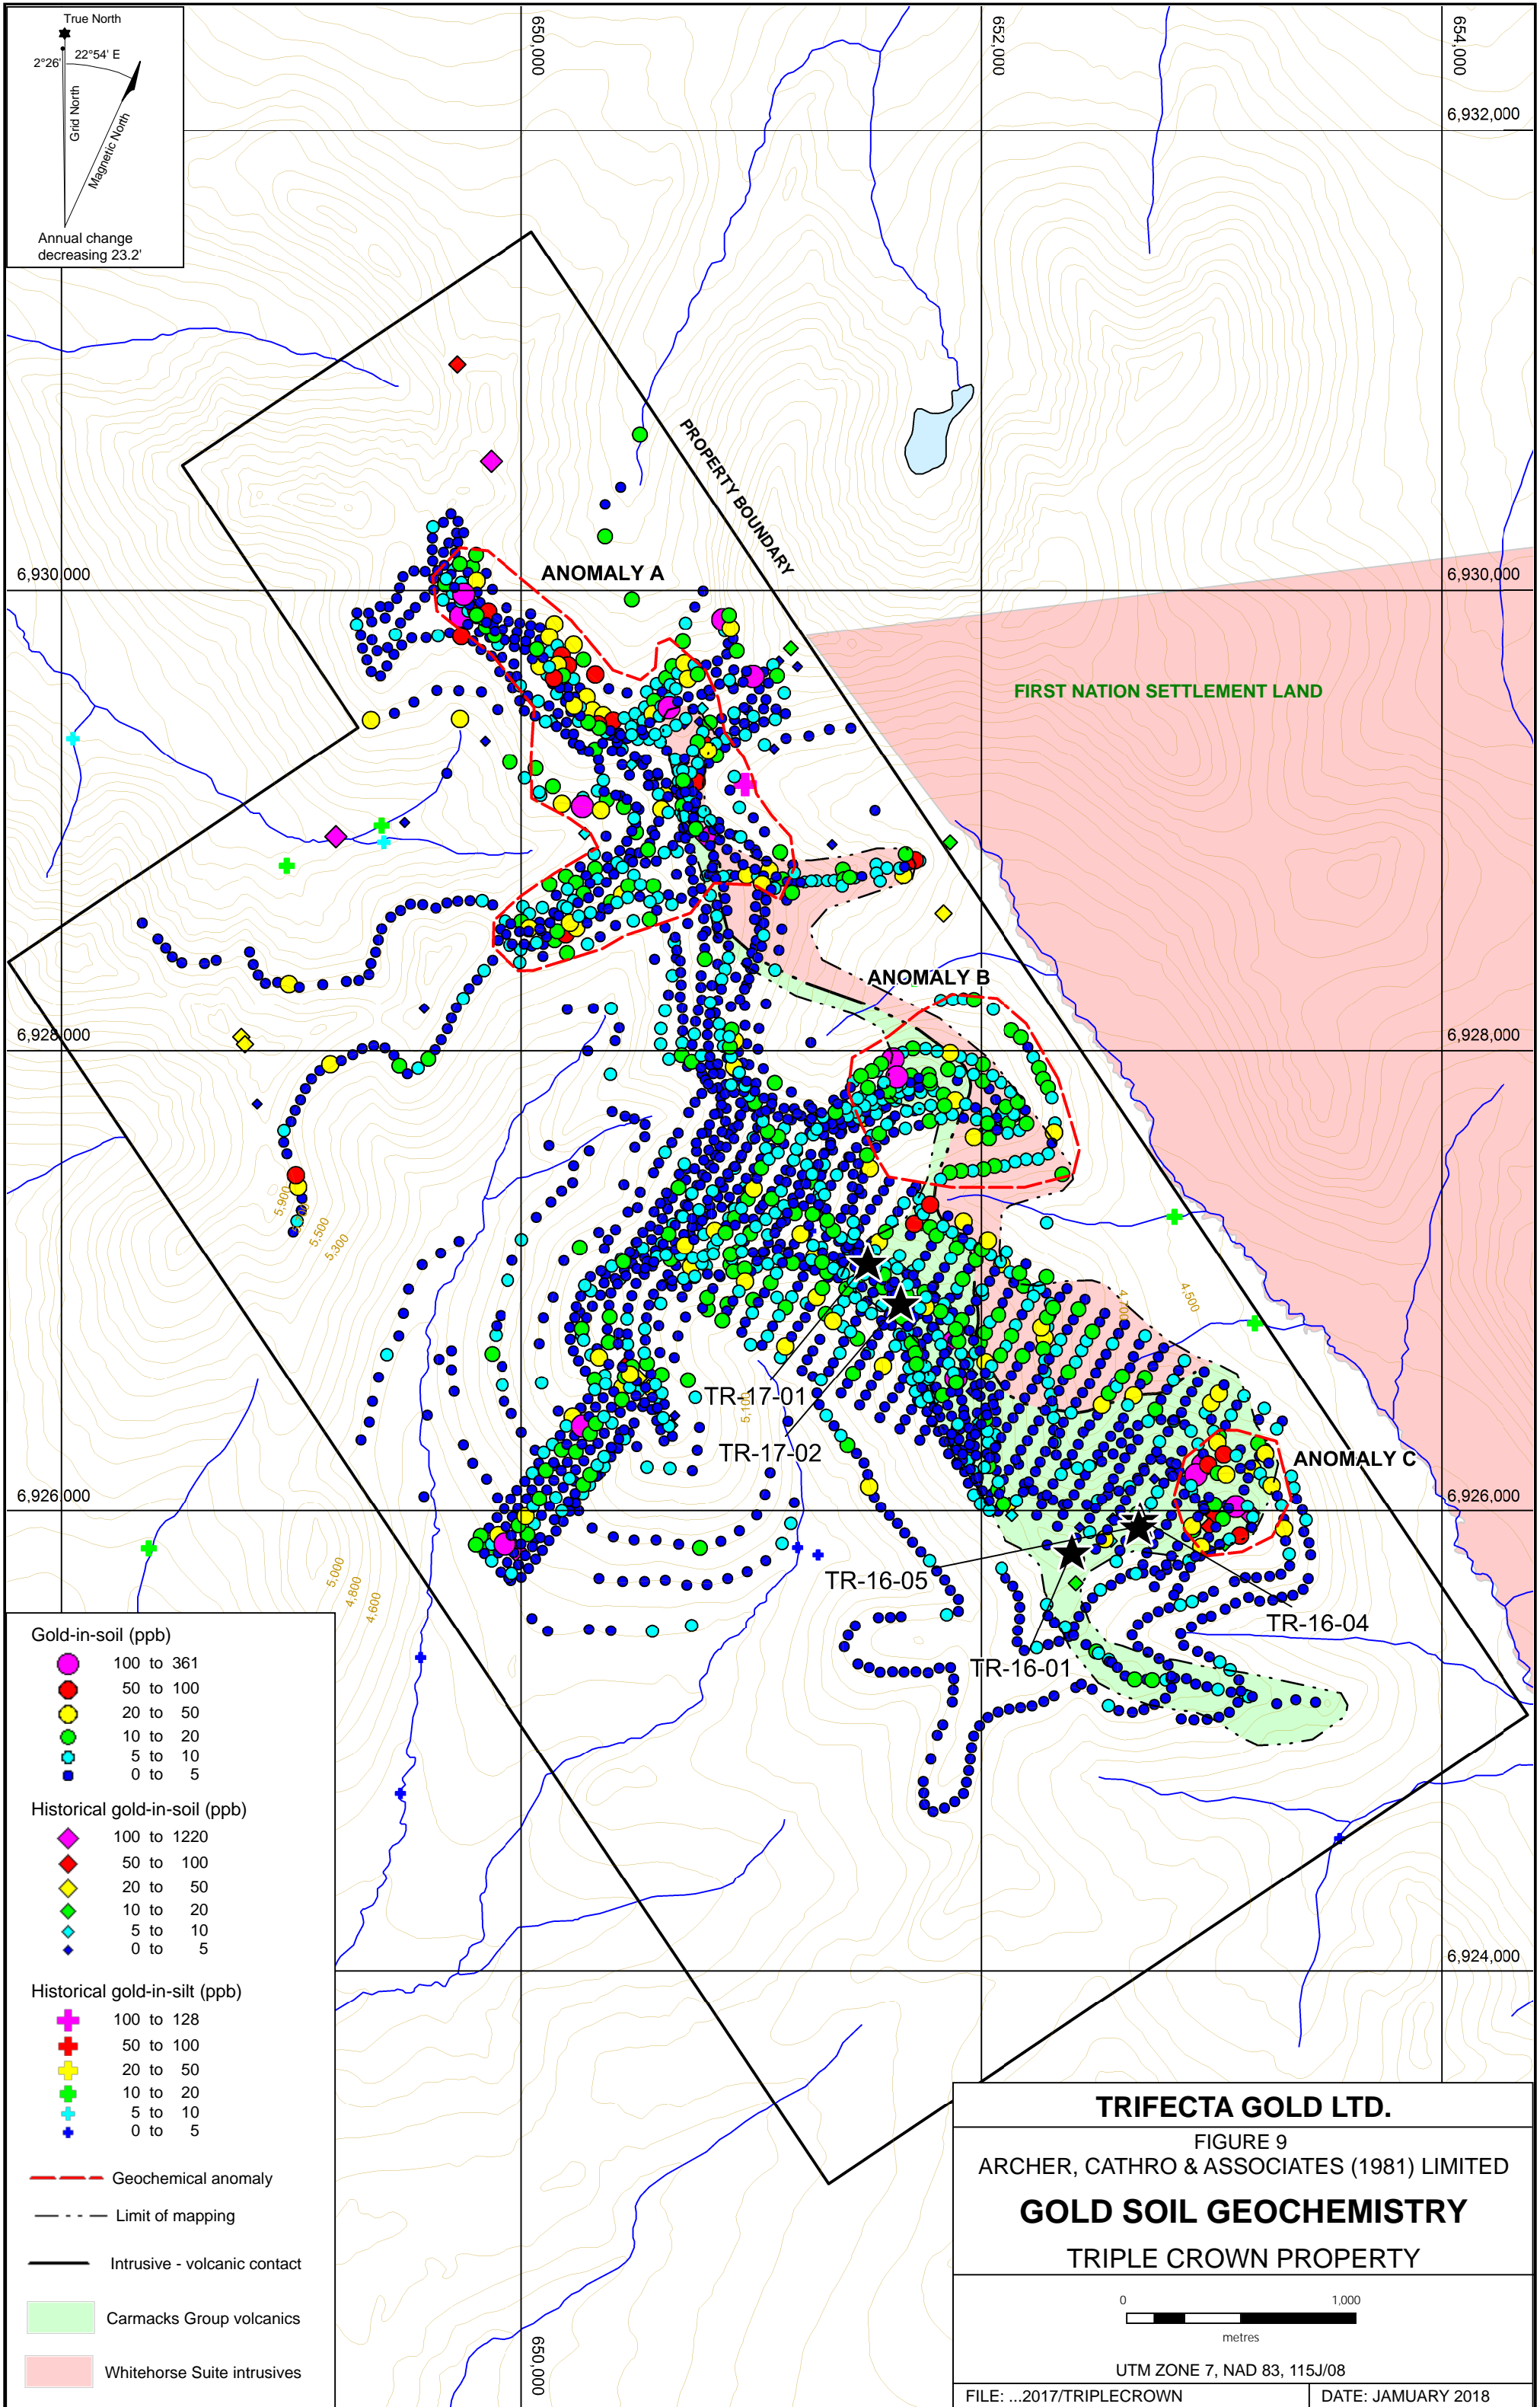 True North
2°26'
22°54' E
Grid North
Magnetic North
Annual change
decreasing 23.2'
650,000
652,000
654,000
6,932,000
PROPERTY BOUNDARY
ANOMALY A
6,930,000
6,930,000
FIRST NATION SETTLEMENT LAND
ANOMALY B
6,928,000
6,928,000
5,900
5,500
5,300
4,700
4,500
TR-17-01
5,100
TR-17-02
ANOMALY C
6,926,000
6,926,000
TR-16-05
TR-16-04
TR-16-01
5,000
4,800
4,600
6,924,000
Gold-in-soil (ppb)
100 to 361
50 to 100
20 to 50
10 to 20
5 to 10
0 to 5
Historical gold-in-soil (ppb)
100 to 1220
50 to 100
20 to 50
10 to 20
5 to 10
0 to 5
Historical gold-in-silt (ppb)
100 to 128
50 to 100
20 to 50
10 to 20
5 to 10
0 to 5
Geochemical anomaly
Limit of mapping
Intrusive - volcanic contact
Carmacks Group volcanics
Whitehorse Suite intrusives
650,000
TRIFECTA GOLD LTD.
FIGURE 9
ARCHER, CATHRO & ASSOCIATES (1981) LIMITED
GOLD SOIL GEOCHEMISTRY
TRIPLE CROWN PROPERTY
0 1,000
metres
UTM ZONE 7, NAD 83, 115J/08
FILE: ...2017/TRIPLECROWN
DATE: JAMUARY 2018